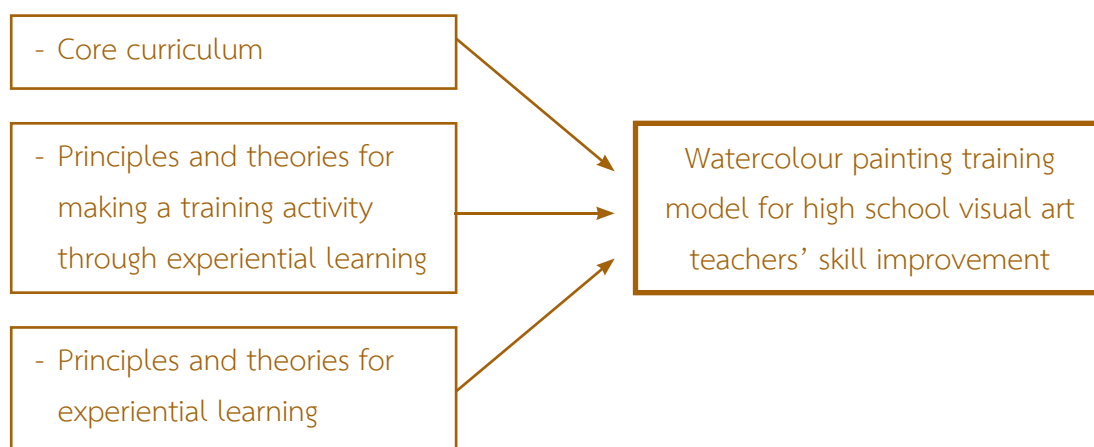 - Core curriculum
- Principles and theories for
making a training activity
through experiential learning
- Principles and theories for
experiential learning
Watercolour painting training
model for high school visual art
teachers’ skill improvement